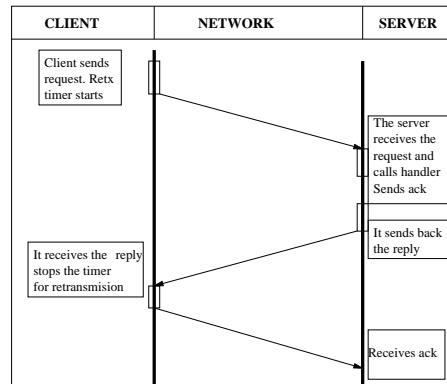 CLIENT NETWORK SERVER
Client sends
request. Retx
timer starts
The server
receives the
request and
calls handler
Sends ack
It sends back
the reply
It receives the reply
stops the timer
for retransmision
Receives ack